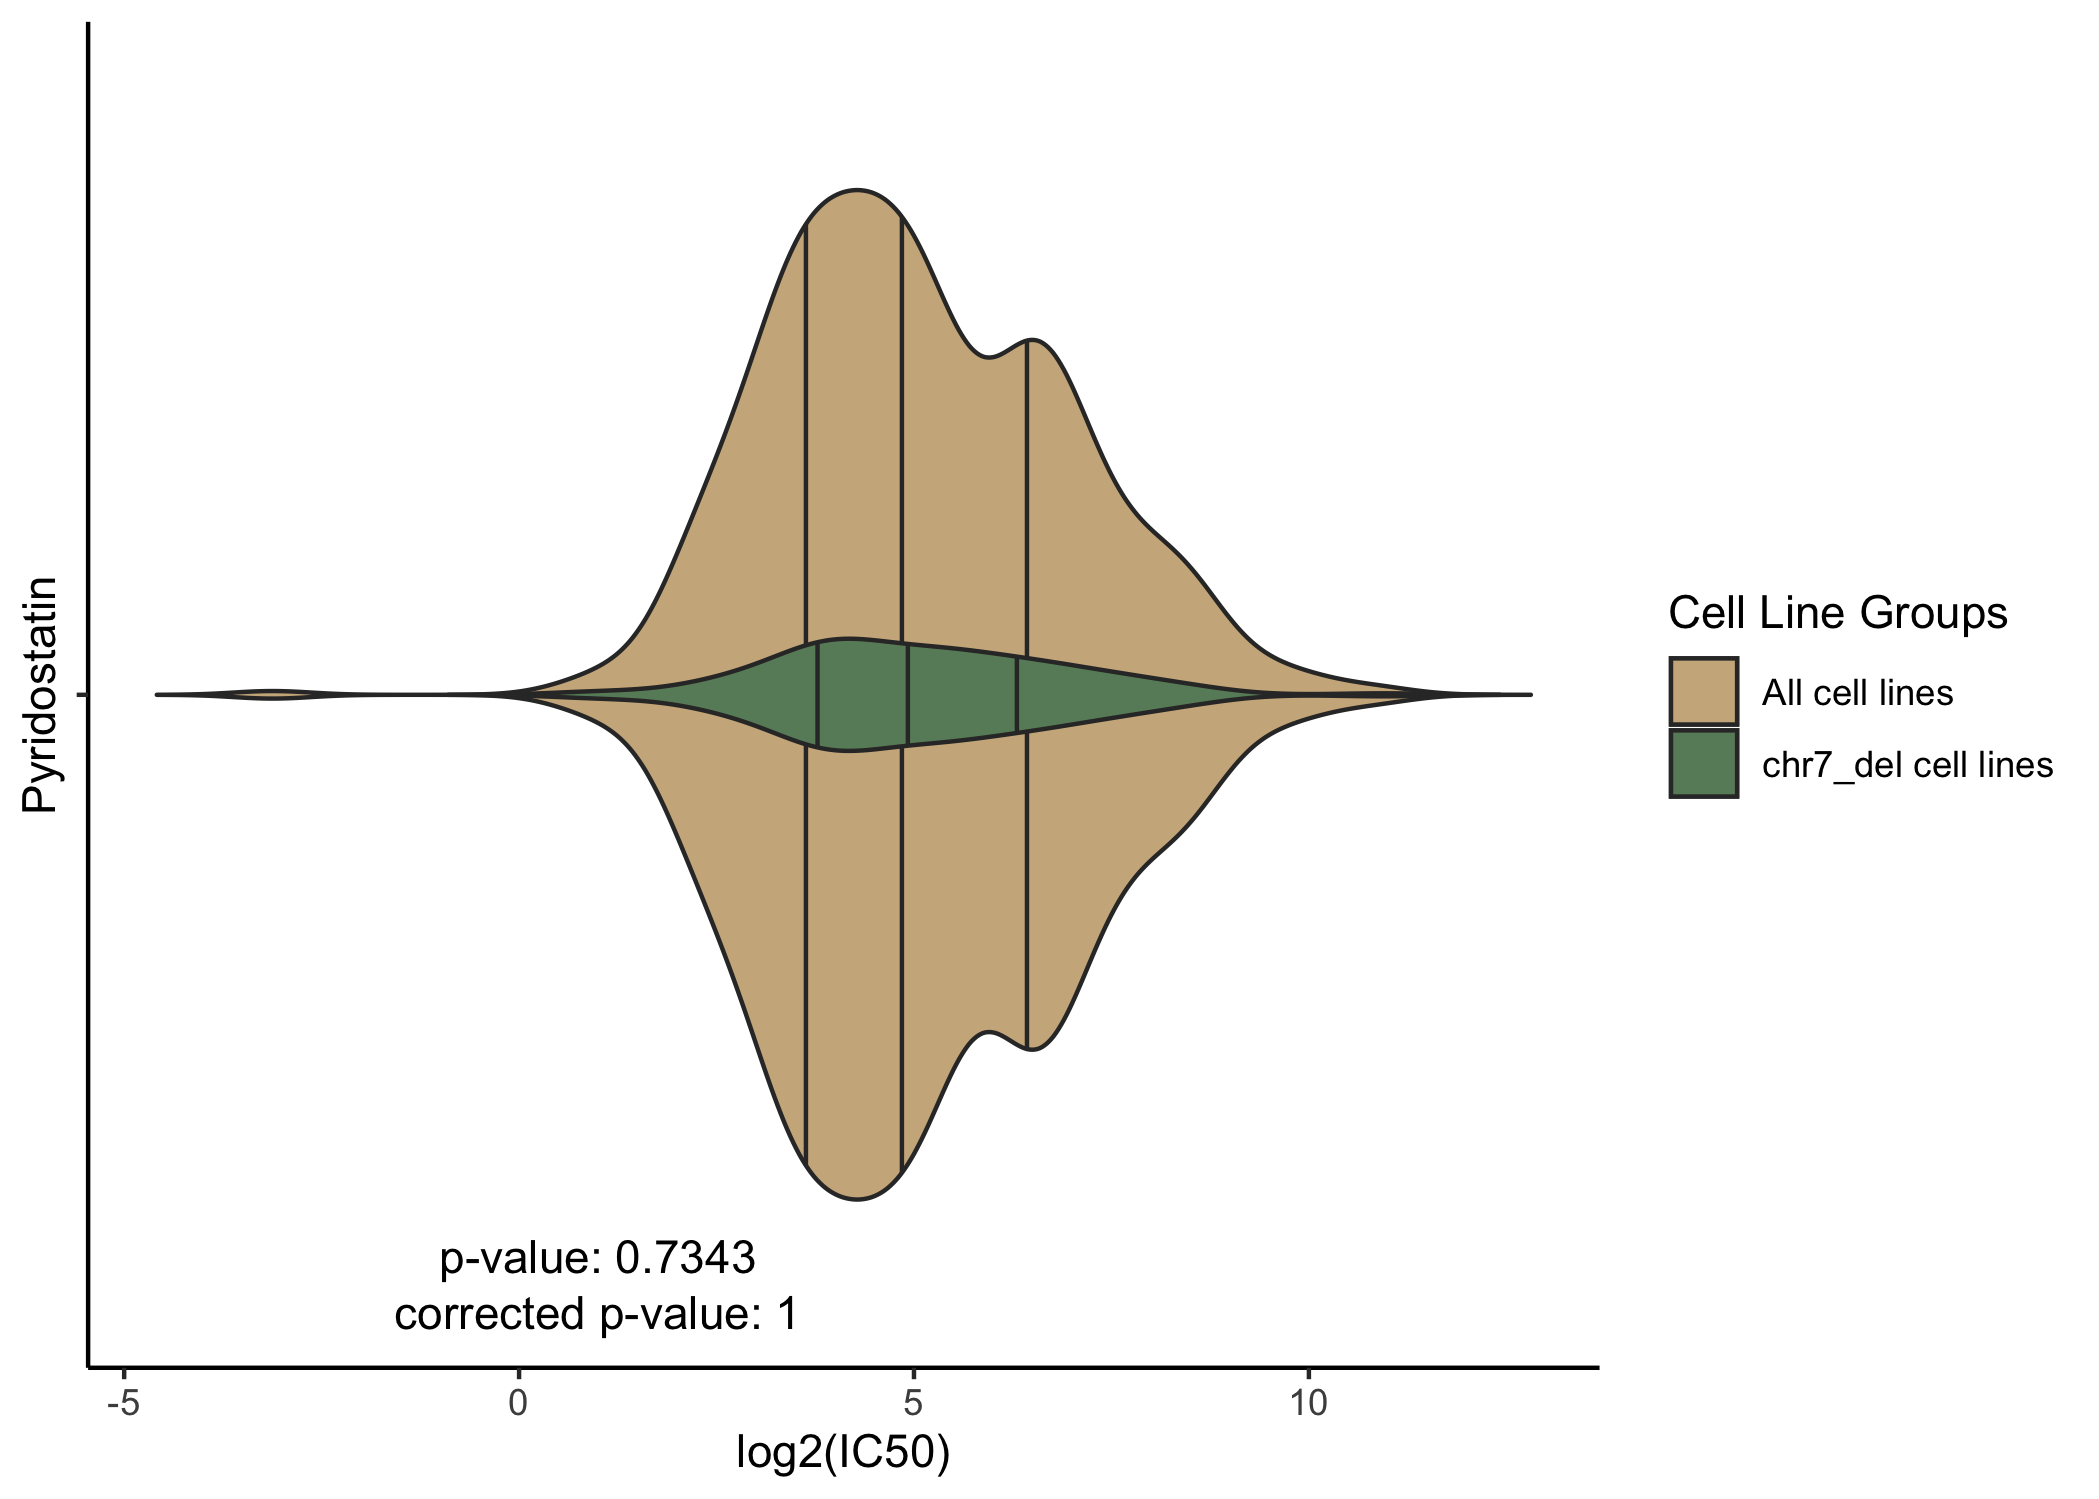 Pyridostatin
p-value: 0.7343
corrected p-value: 1
-5
0
5
10
log2(IC50)
Cell Line Groups
All cell lines
chr7_del cell lines